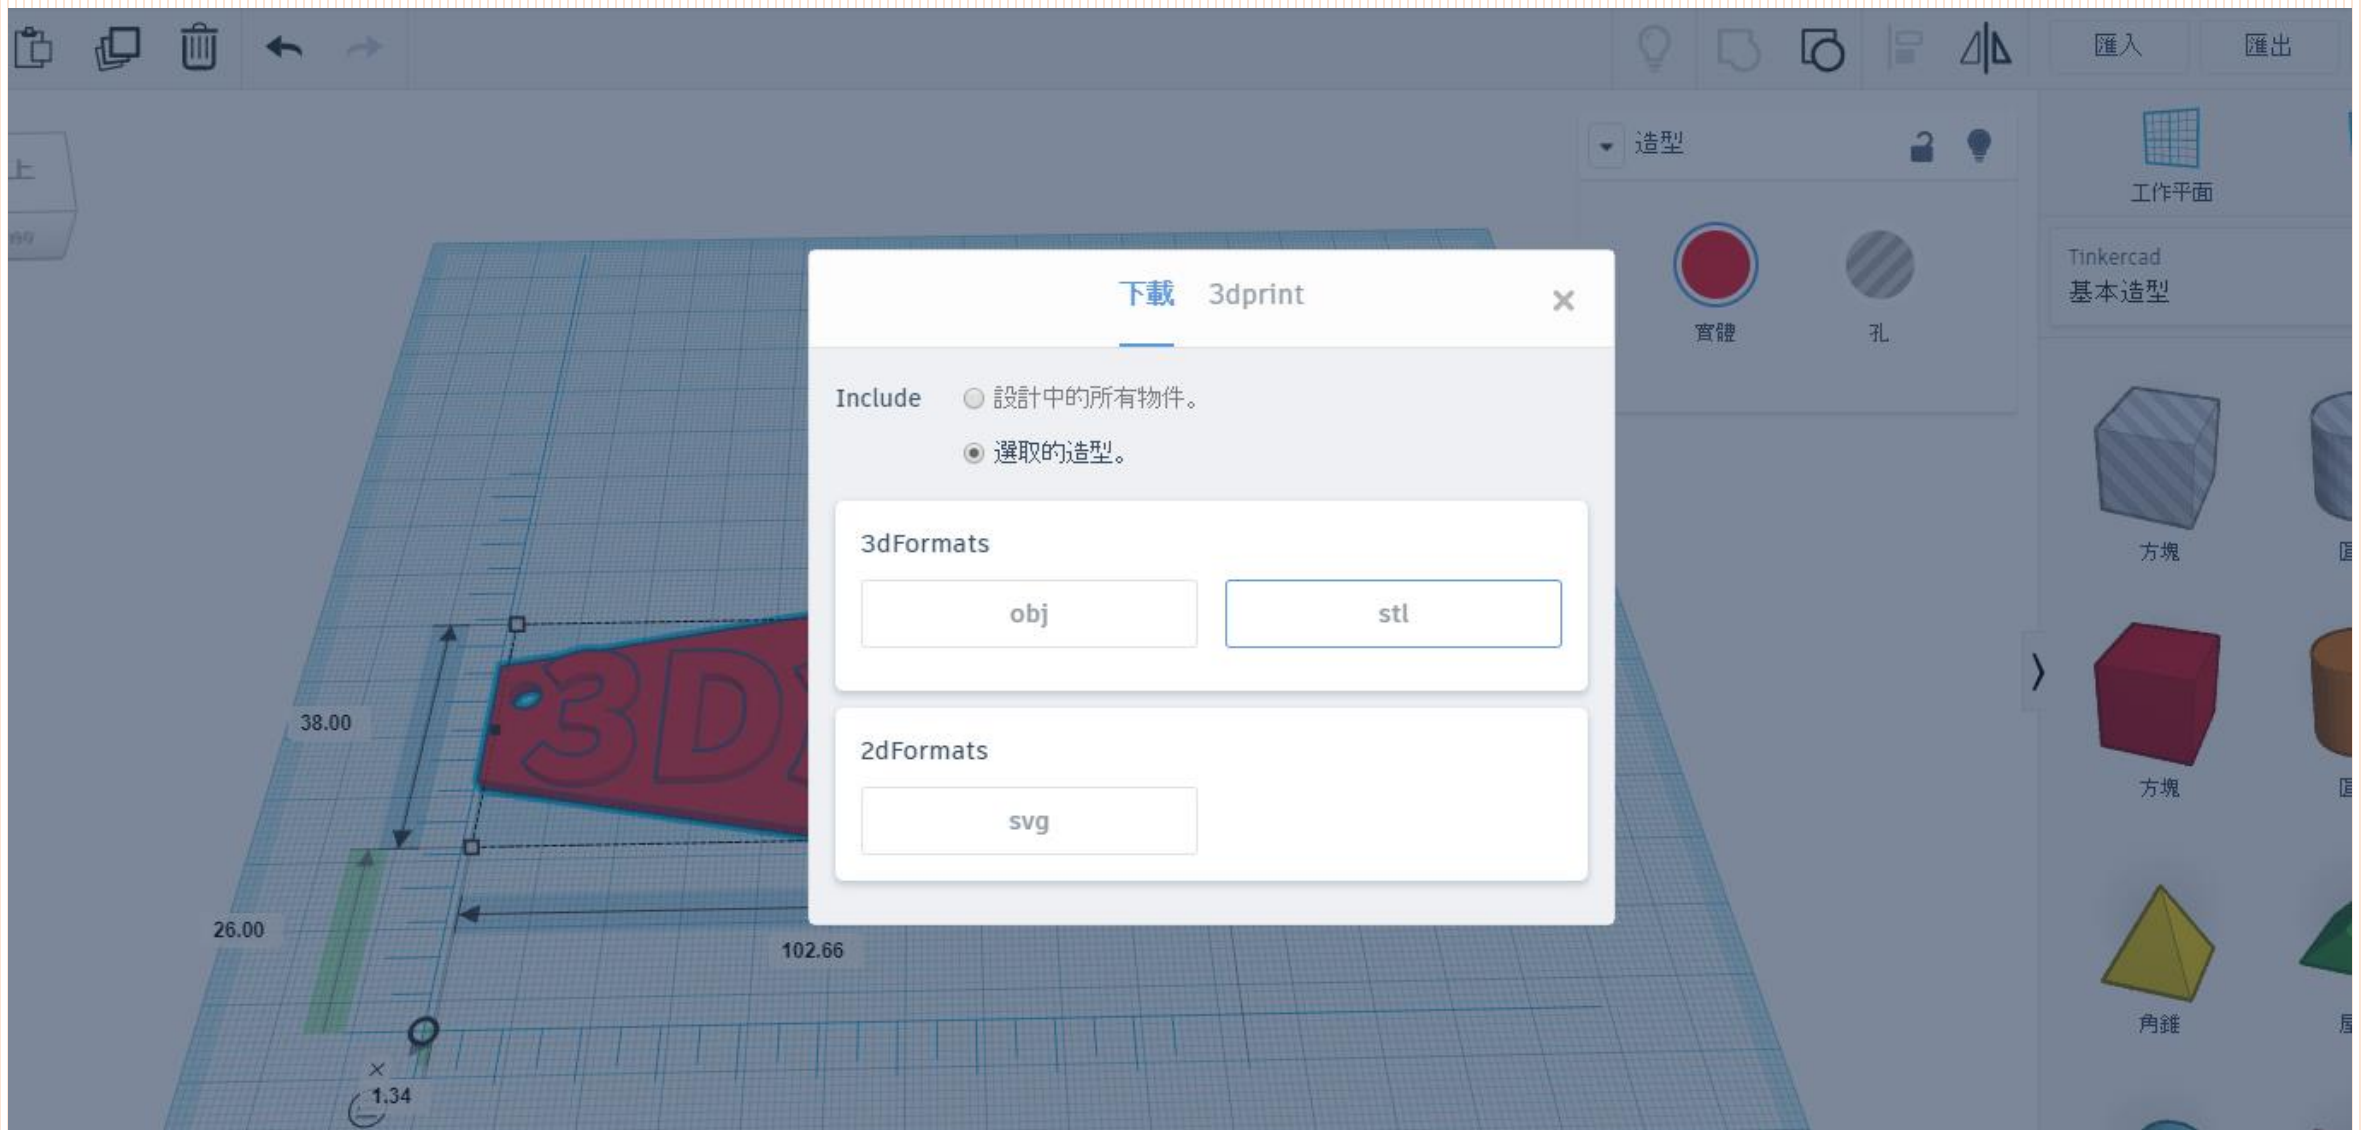 匯入
匯出
上
造型
工作平面
Tinkercad
基本造型
實體
孔
下載
3dprint
Include
設計中的所有物件。
選取的造型。
3dFormats
obj
stl
2dFormats
svg
方塊
方塊
角錐
3D
38.00
26.00
102.66
1.34